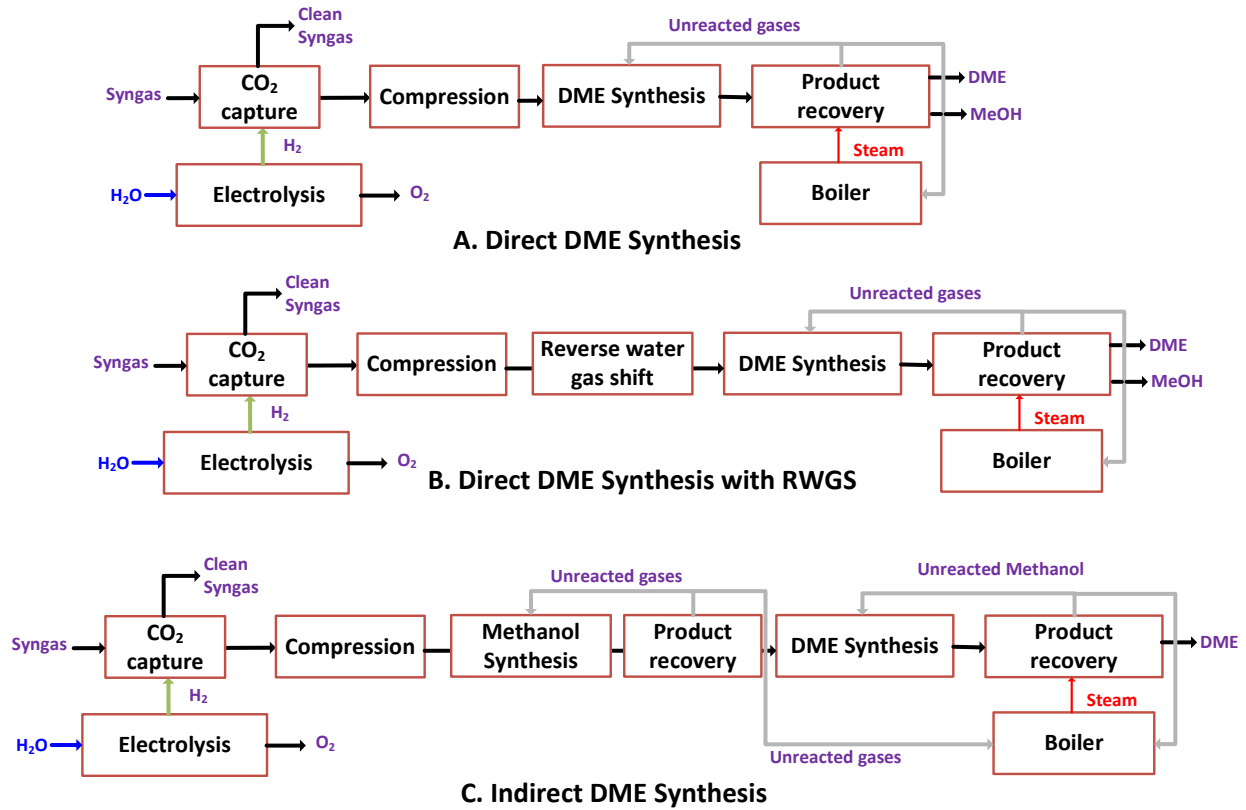 Clean
Syngas
Unreacted gases
Syngas
CO₂
capture
Compression
DME Synthesis
Product
recovery
DME
MeOH
H₂
Steam
H₂O
Electrolysis
O₂
Boiler
A. Direct DME Synthesis
Clean
Syngas
Unreacted gases
Syngas
CO₂
capture
Compression
Reverse water
gas shift
DME Synthesis
Product
recovery
DME
MeOH
H₂
Steam
H₂O
Electrolysis
O₂
Boiler
B. Direct DME Synthesis with RWGS
Clean
Syngas
Unreacted gases
Unreacted Methanol
Syngas
CO₂
capture
Compression
Methanol
Synthesis
Product
recovery
DME Synthesis
Product
recovery
DME
H₂
Steam
H₂O
Electrolysis
O₂
Unreacted gases
Boiler
C. Indirect DME Synthesis